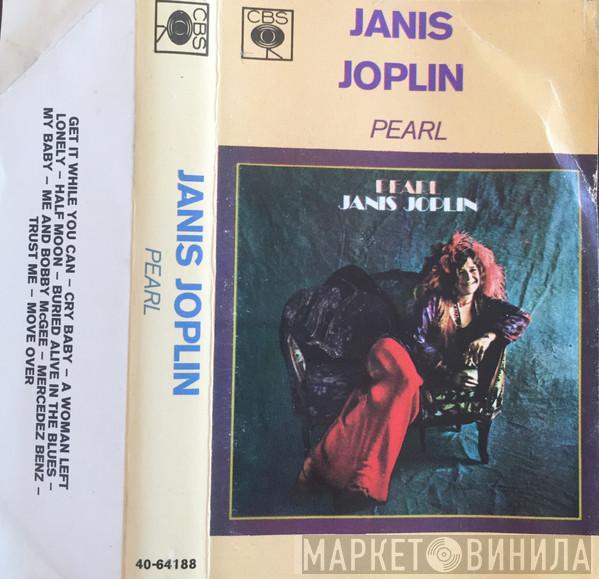 GET IT WHILE YOU CAN – CRY BABY – A WOMAN LEFT
LONELY – HALF MOON – BURIED ALIVE IN THE BLUES –
MY BABY – ME AND BOBBY McGEE – MERCEDEZ BENZ –
TRUST ME – MOVE OVER
CBS
JANIS JOPLIN
PEARL
40-64188
CBS
JANIS
JOPLIN
PEARL
PEARL
JANIS JOPLIN
МАРКЕТ ВИНИЛА